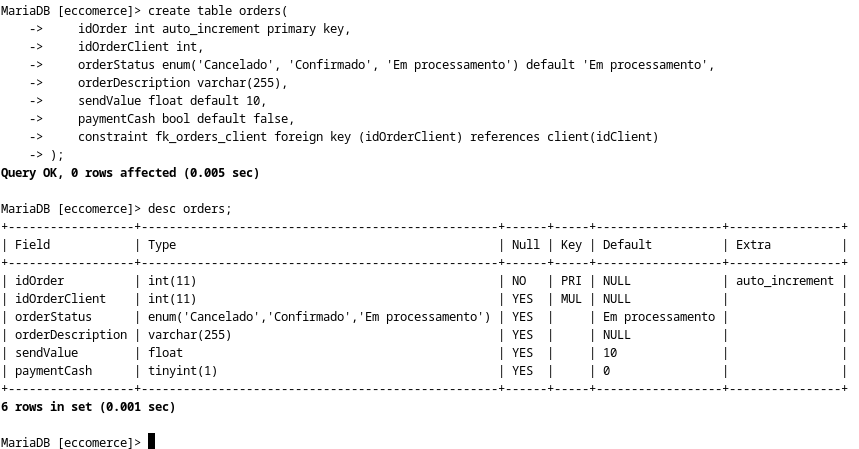 MariaDB [eccomerce]> create table orders(
    ->     idOrder int auto_increment primary key,
    ->     idOrderClient int,
    ->     orderStatus enum('Cancelado', 'Confirmado', 'Em processamento') default 'Em processamento',
    ->     orderDescription varchar(255),
    ->     sendValue float default 10,
    ->     paymentCash bool default false,
    ->     constraint fk_orders_client foreign key (idOrderClient) references client(idClient)
    -> );
Query OK, 0 rows affected (0.005 sec)

MariaDB [eccomerce]> desc orders;
+------------------+---------------------------------------------------+------+-----+------------------+----------------+
| Field            | Type                                              | Null | Key | Default          | Extra          |
+------------------+---------------------------------------------------+------+-----+------------------+----------------+
| idOrder          | int(11)                                           | NO   | PRI | NULL             | auto_increment |
| idOrderClient    | int(11)                                           | YES  | MUL | NULL             |                |
| orderStatus      | enum('Cancelado','Confirmado','Em processamento') | YES  |     | Em processamento |                |
| orderDescription | varchar(255)                                      | YES  |     | NULL             |                |
| sendValue        | float                                             | YES  |     | 10               |                |
| paymentCash      | tinyint(1)                                        | YES  |     | 0                |                |
+------------------+---------------------------------------------------+------+-----+------------------+----------------+
6 rows in set (0.001 sec)

MariaDB [eccomerce]>